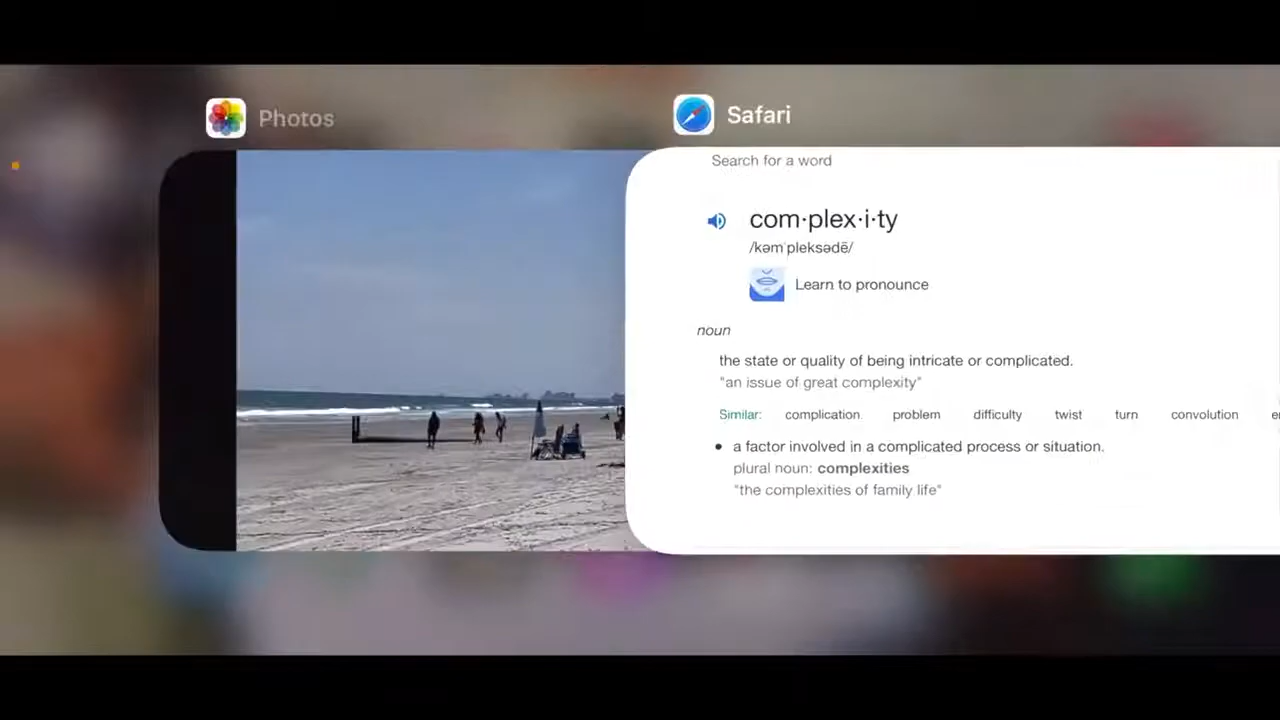 Photos
Safari
Search for a word
com·plex·i·ty
/kəmˈpleksədē/
Learn to pronounce
noun
the state or quality of being intricate or complicated.
"an issue of great complexity"
Similar: complication problem difficulty twist turn convolution
• a factor involved in a complicated process or situation.
plural noun: complexities
"the complexities of family life"